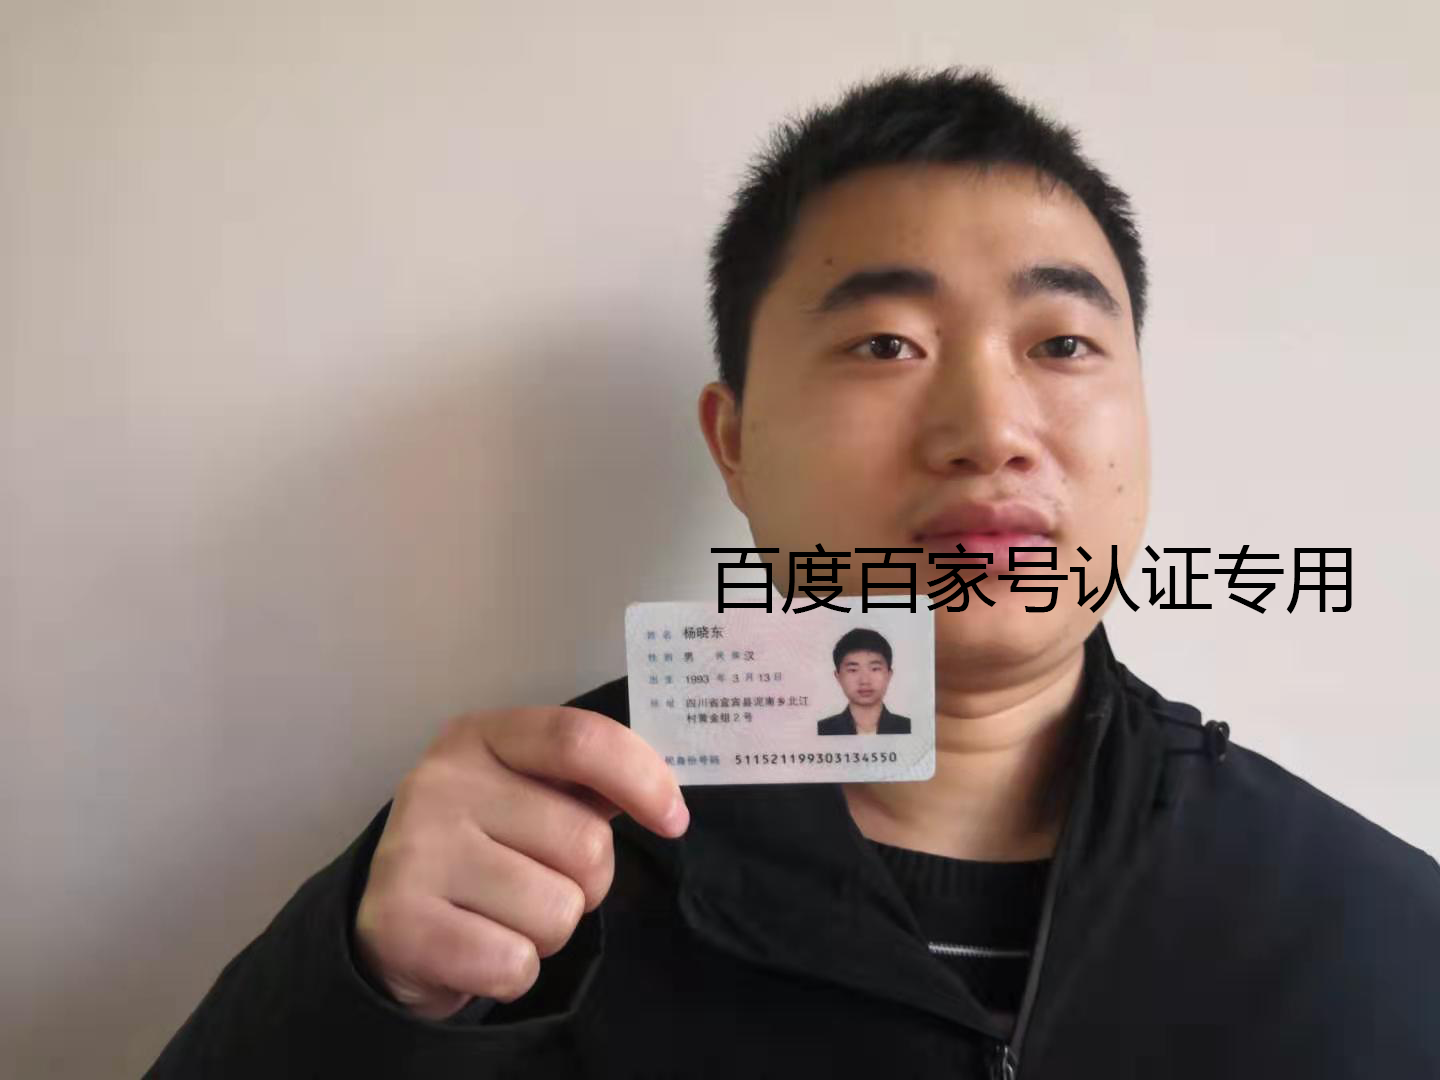 百度百家号认证专用
姓名 杨晓东
性别 男 民族 汉
出生 1993 年 3 月 13 日
住址 四川省宜宾县泥南乡北江
村黄金组2号
民身份号码 511521199303134550